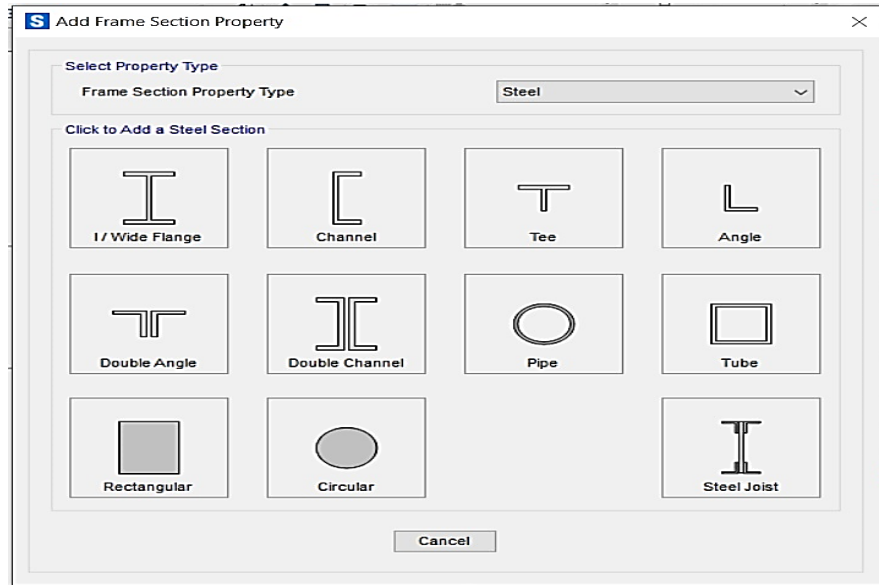 S Add Frame Section Property
Select Property Type
Frame Section Property Type Steel
Click to Add a Steel Section
I / Wide Flange Channel Tee Angle
Double Angle Double Channel Pipe Tube
Rectangular Circular Steel Joist
Cancel